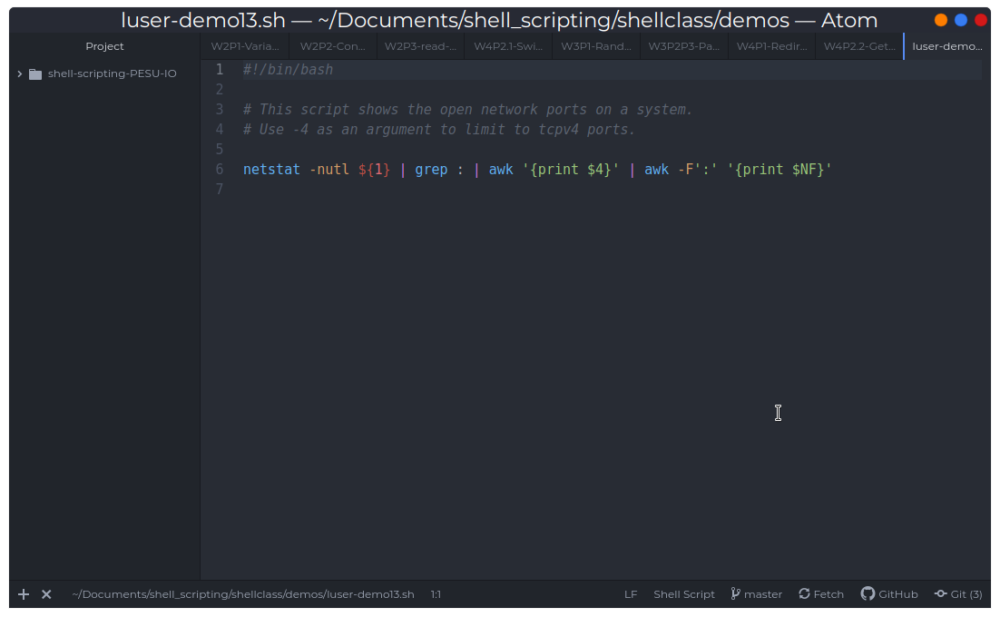 luser-demo13.sh — ~/Documents/shell_scripting/shellclass/demos — Atom
Project
W2P1-Varia... W2P2-Con... W2P3-read-... W4P2.1-Swi... W3P1-Rand... W3P2P3-Pa... W4P1-Redir... W4P2.2-Get... luser-demo...
shell-scripting-PESU-IO
1 #!/bin/bash
2
3 # This script shows the open network ports on a system.
4 # Use -4 as an argument to limit to tcpv4 ports.
5
6 netstat -nutl ${1} | grep : | awk '{print $4}' | awk -F':' '{print $NF}'
7
~/Documents/shell_scripting/shellclass/demos/luser-demo13.sh 1:1 LF Shell Script master Fetch GitHub Git (3)